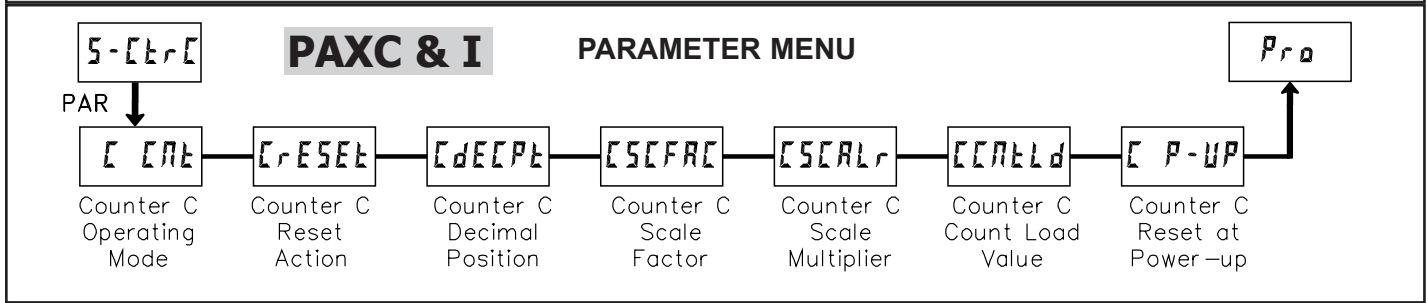 5-CtrC
PAXC & I
PARAMETER MENU
Pro
PAR
C CNt
CrESEt
CdECPt
CSCFAC
CSCALr
CCNtLd
C P-UP
Counter C
Operating
Mode
Counter C
Reset
Action
Counter C
Decimal
Position
Counter C
Scale
Factor
Counter C
Scale
Multiplier
Counter C
Count Load
Value
Counter C
Reset at
Power-up